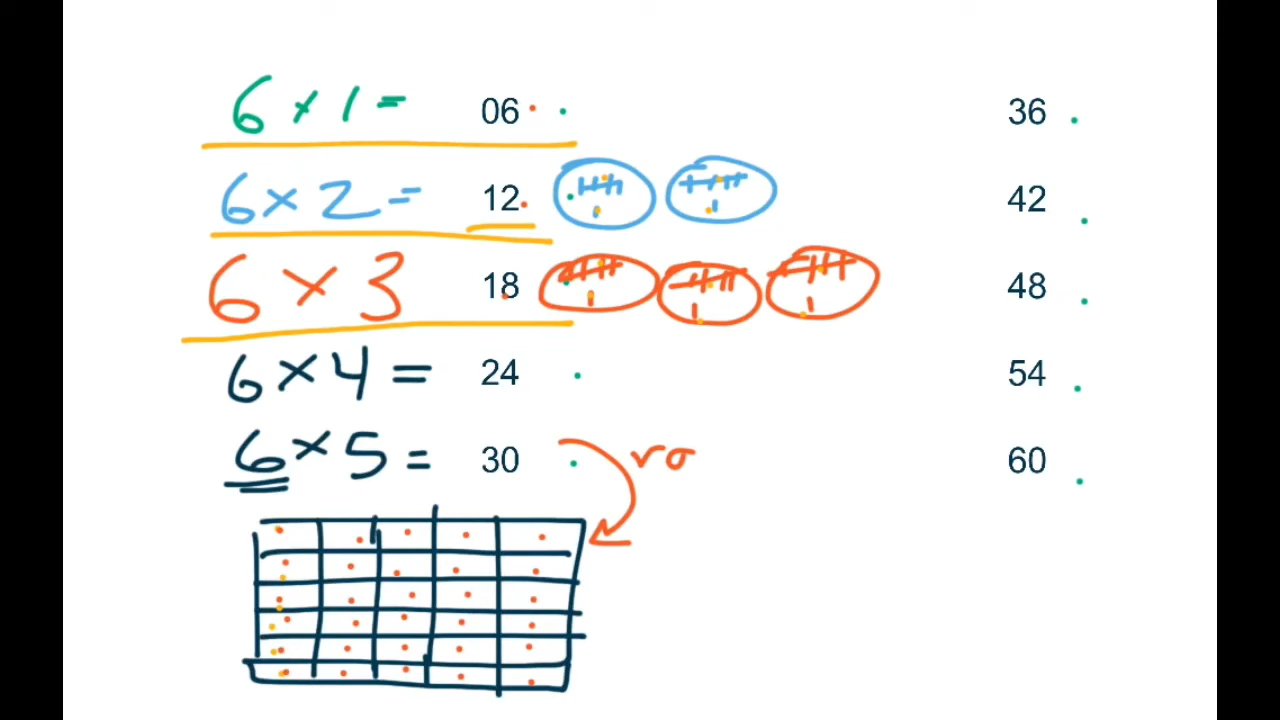 6 × 1 = 06
6 × 2 = 12
6 × 3 18
6 × 4 = 24
6 × 5 = 30
ro
36
42
48
54
60